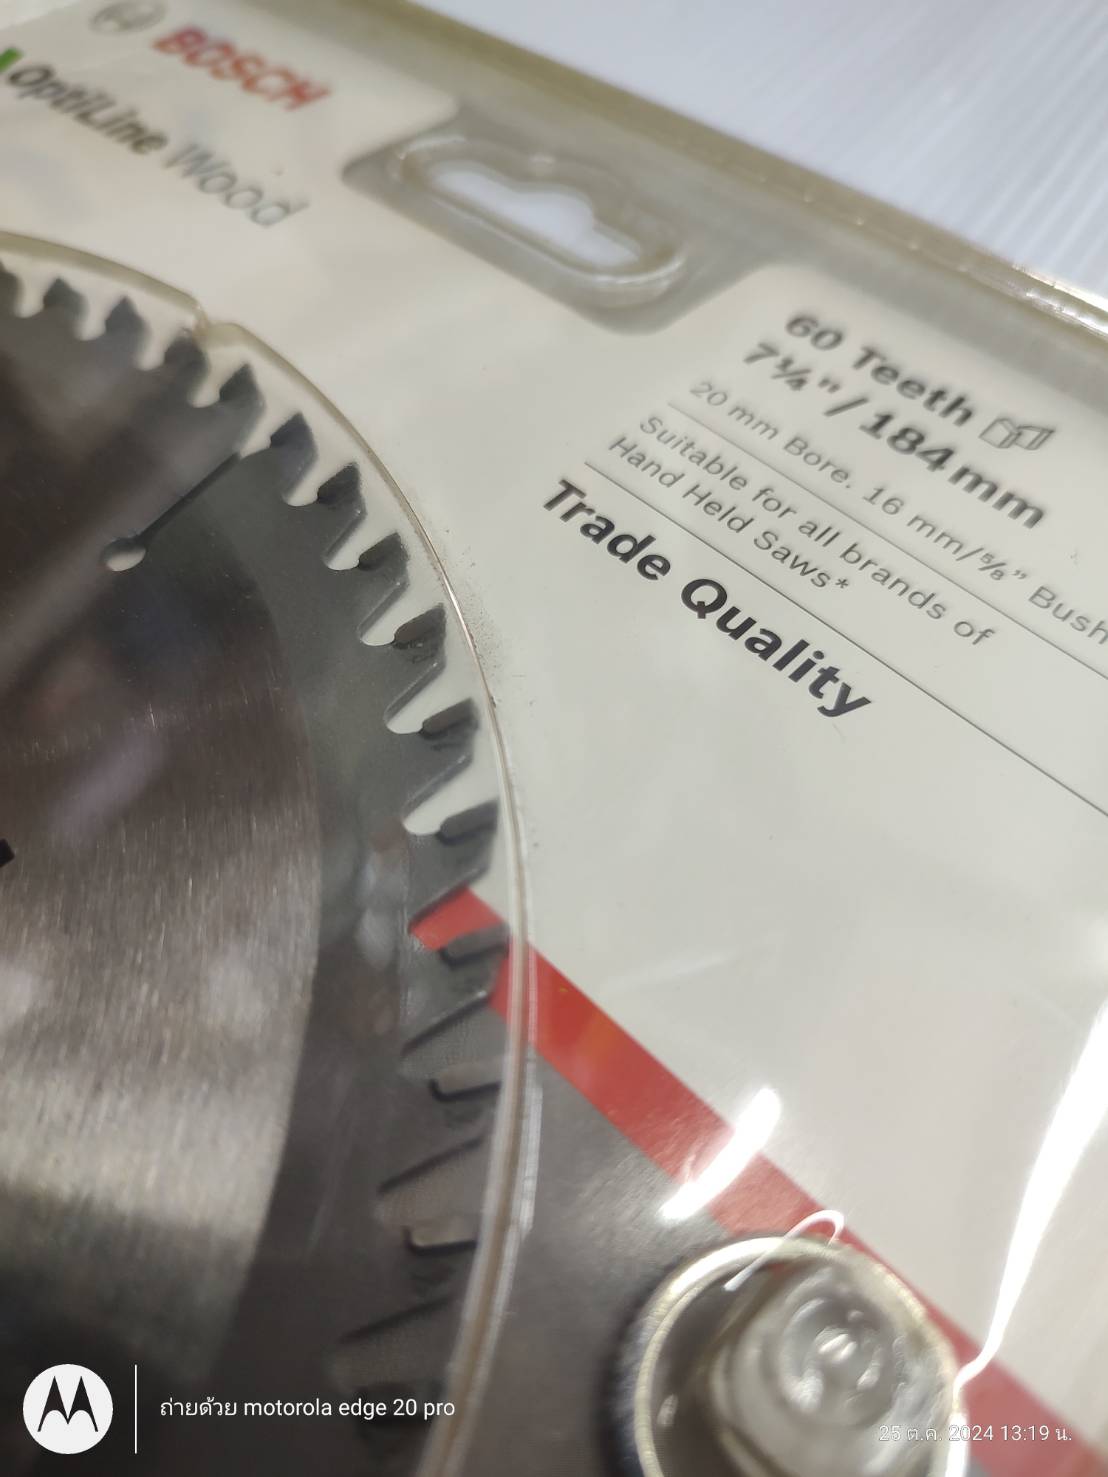 BOSCH
OptiLine Wood
60 Teeth
7¼"/184mm
20 mm Bore. 16 mm/⅝" Bush
Suitable for all brands of
Hand Held Saws*
Trade Quality
ถ่ายด้วย motorola edge 20 pro
25 ต.ค. 2024 13:19 น.